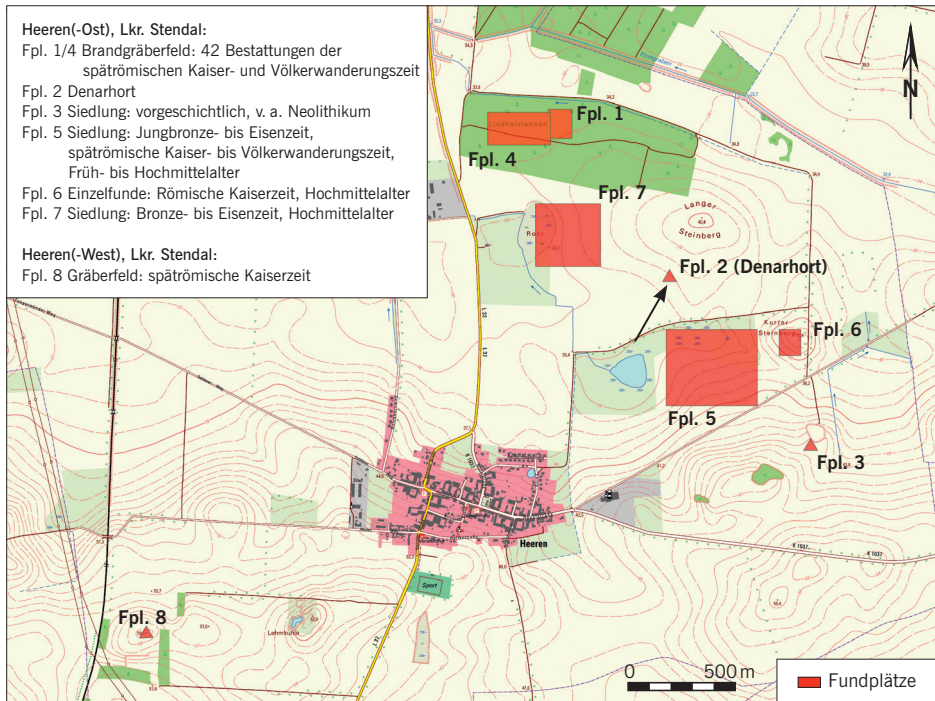 Heeren(-Ost), Lkr. Stendal:
Fpl. 1/4 Brandgräberfeld: 42 Bestattungen der
spätrömischen Kaiser- und Völkerwanderungszeit
Fpl. 2 Denarhort
Fpl. 3 Siedlung: vorgeschichtlich, v. a. Neolithikum
Fpl. 5 Siedlung: Jungbronze- bis Eisenzeit,
spätrömische Kaiser- bis Völkerwanderungszeit,
Früh- bis Hochmittelalter
Fpl. 6 Einzelfunde: Römische Kaiserzeit, Hochmittelalter
Fpl. 7 Siedlung: Bronze- bis Eisenzeit, Hochmittelalter
Heeren(-West), Lkr. Stendal:
Fpl. 8 Gräberfeld: spätrömische Kaiserzeit
N
Fpl. 1
Fpl. 4
Fpl. 7
Langer
Steinberg
Fpl. 2 (Denarhort)
Kurzer
Fpl. 6
Fpl. 5
Fpl. 3
L 32
K 1037
Heeren
K 1037
Sport
L 32
Fpl. 8
Lehmkuhle
0 500 m
Fundplätze